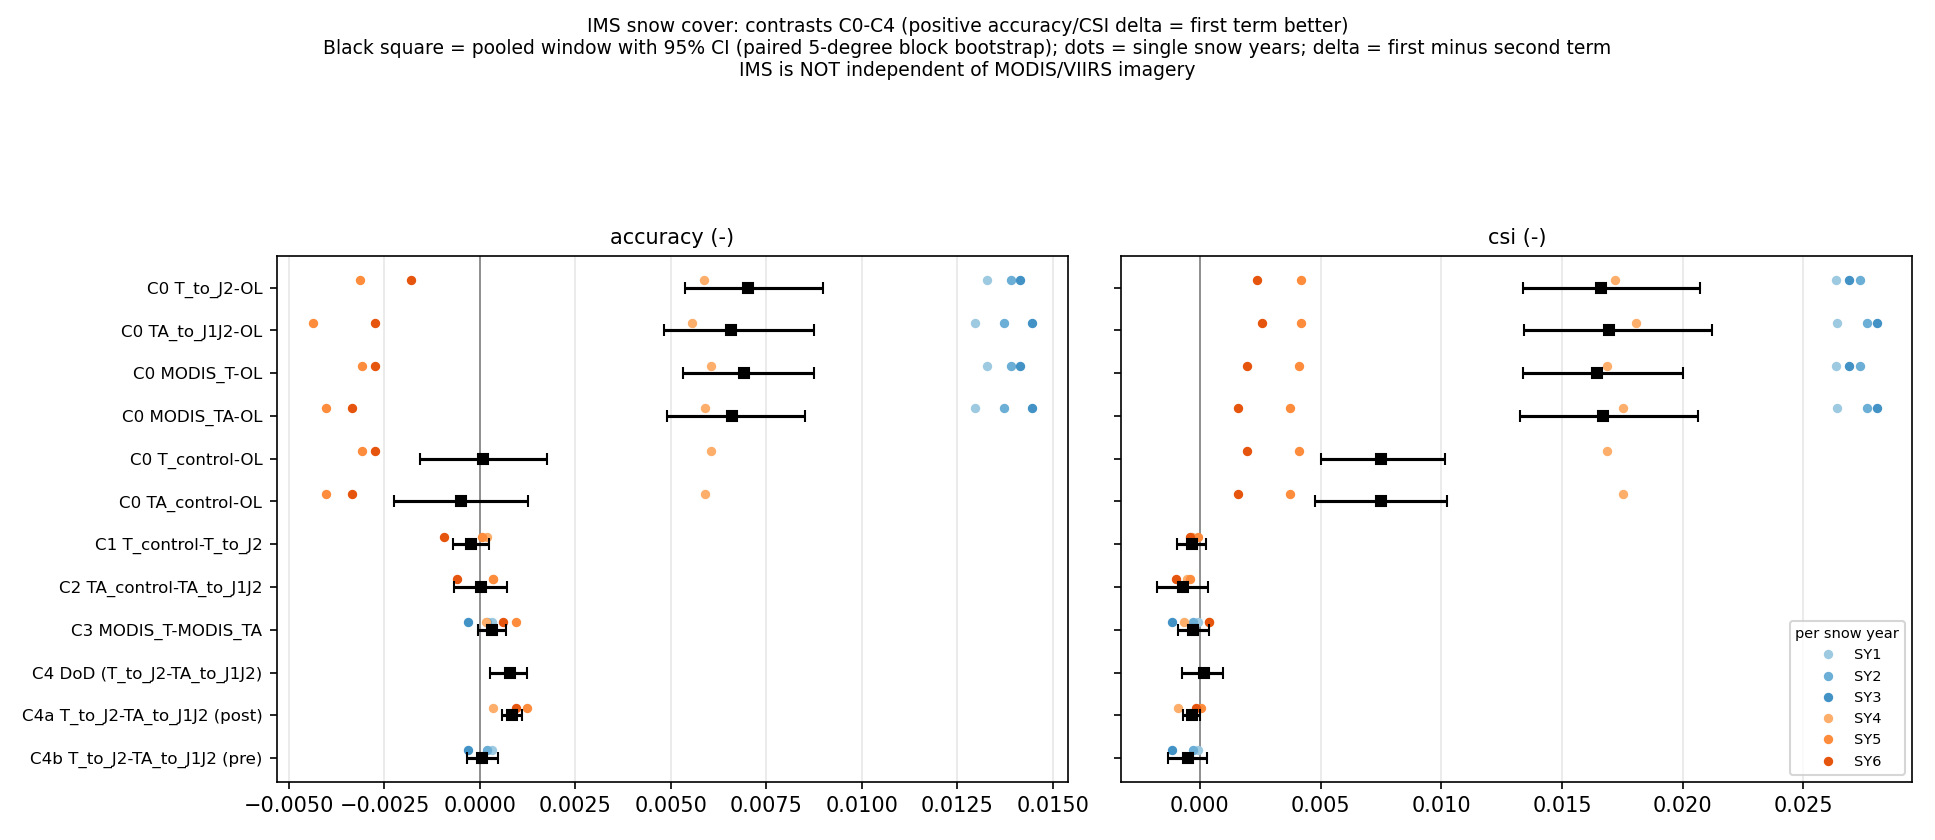 IMS snow cover: contrasts C0-C4 (positive accuracy/CSI delta = first term better)
Black square = pooled window with 95% CI (paired 5-degree block bootstrap); dots = single snow years; delta = first minus second term
IMS is NOT independent of MODIS/VIIRS imagery
accuracy (-)
csi (-)
C0 T_to_J2-OL
C0 TA_to_J1J2-OL
C0 MODIS_T-OL
C0 MODIS_TA-OL
C0 T_control-OL
C0 TA_control-OL
C1 T_control-T_to_J2
C2 TA_control-TA_to_J1J2
C3 MODIS_T-MODIS_TA
C4 DoD (T_to_J2-TA_to_J1J2)
C4a T_to_J2-TA_to_J1J2 (post)
C4b T_to_J2-TA_to_J1J2 (pre)
per snow year
SY1
SY2
SY3
SY4
SY5
SY6
−0.0050 −0.0025 0.0000 0.0025 0.0050 0.0075 0.0100 0.0125 0.0150
0.000 0.005 0.010 0.015 0.020 0.025